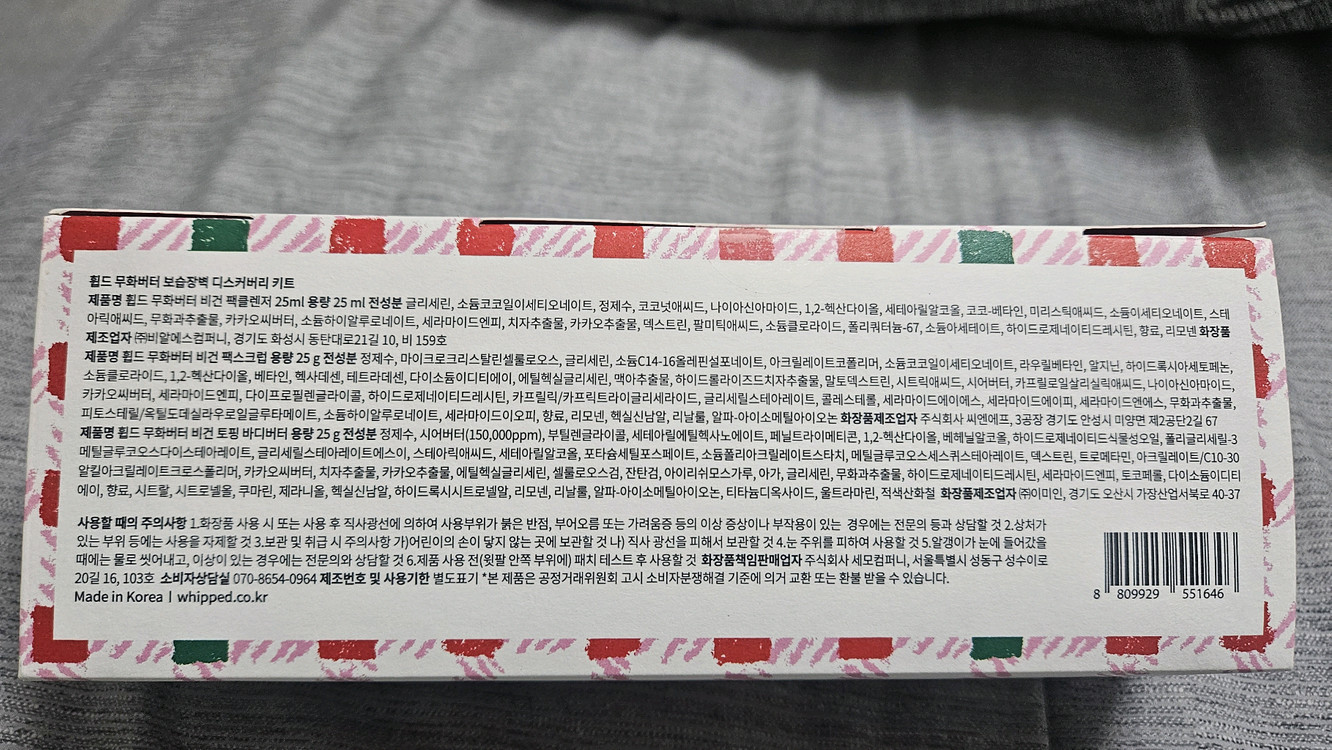 휩드 무화버터 보습장벽 디스커버리 키트
제품명 휩드 무화버터 비건 팩클렌저 25ml 용량 25 ml 전성분 글리세린, 소듐코코일이세티오네이트, 정제수, 코코넛애씨드, 나이아신아마이드, 1,2-헥산다이올, 세테아릴알코올, 코코-베타인, 미리스틱애씨드, 소듐이세티오네이트, 스테
아릭애씨드, 무화과추출물, 카카오씨버터, 소듐하이알루로네이트, 세라마이드엔피, 치자추출물, 카카오추출물, 덱스트린, 팔미틱애씨드, 소듐클로라이드, 폴리쿼터늄-67, 소듐아세테이트, 하이드로제네이티드레시틴, 향료, 리모넨 화장품
제조업자 ㈜비알에스컴퍼니, 경기도 화성시 동탄대로21길 10, 비 159호
제품명 휩드 무화버터 비건 팩스크럽 용량 25 g 전성분 정제수, 마이크로크리스탈린셀룰로오스, 글리세린, 소듐C14-16올레핀설포네이트, 아크릴레이트코폴리머, 소듐코코일이세티오네이트, 라우릴베타인, 알지닌, 하이드록시아세토페논,
소듐클로라이드, 1,2-헥산다이올, 베타인, 헥사데센, 테트라데센, 다이소듐이디티에이, 에틸헥실글리세린, 맥아추출물, 하이드롤라이즈드치자추출물, 말토덱스트린, 시트릭애씨드, 시어버터, 카프릴로일살리실릭애씨드, 나이아신아마이드,
카카오씨버터, 세라마이드엔피, 다이프로필렌글라이콜, 하이드로제네이티드레시틴, 카프릴릭/카프릭트라이글리세라이드, 글리세릴스테아레이트, 콜레스테롤, 세라마이드에이에스, 세라마이드에이피, 세라마이드엔에스, 무화과추출물,
피토스테릴/옥틸도데실라우로일글루타메이트, 소듐하이알루로네이트, 세라마이드이오피, 향료, 리모넨, 헥실신남알, 리날룰, 알파-아이소메틸아이오논 화장품제조업자 주식회사 씨엔에프, 3공장 경기도 안성시 미양면 제2공단2길 67
제품명 휩드 무화버터 비건 토핑 바디버터 용량 25 g 전성분 정제수, 시어버터(150,000ppm), 부틸렌글라이콜, 세테아릴에틸헥사노에이트, 페닐트라이메티콘, 1,2-헥산다이올, 베헤닐알코올, 하이드로제네이티드식물성오일, 폴리글리세릴-3
메틸글루코스다이스테아레이트, 글리세릴스테아레이트에스이, 스테아릭애씨드, 세테아릴알코올, 포타슘세틸포스페이트, 소듐폴리아크릴레이트스타치, 메틸글루코오스세스퀴스테아레이트, 덱스트린, 트로메타민, 아크릴레이트/C10-30
알킬아크릴레이트크로스폴리머, 카카오씨버터, 치자추출물, 카카오추출물, 에틸헥실글리세린, 셀룰로오스검, 잔탄검, 아이리쉬모스가루, 아가, 글리세린, 무화과추출물, 하이드로제네이티드레시틴, 세라마이드엔피, 토코페롤, 다이소듐이디티
에이, 향료, 시트랄, 시트로넬올, 쿠마린, 제라니올, 헥실신남알, 하이드록시시트로넬알, 리모넨, 리날룰, 알파-아이소메틸아이오논, 티타늄디옥사이드, 울트라마린, 적색산화철 화장품제조업자 ㈜이미인, 경기도 오산시 가장산업서북로 40-37
사용할 때의 주의사항 1.화장품 사용 시 또는 사용 후 직사광선에 의하여 사용부위가 붉은 반점, 부어오름 또는 가려움증 등의 이상 증상이나 부작용이 있는 경우에는 전문의 등과 상담할 것 2.상처가
있는 부위 등에는 사용을 자제할 것 3.보관 및 취급 시 주의사항 가)어린이의 손이 닿지 않는 곳에 보관할 것 나) 직사 광선을 피해서 보관할 것 4.눈 주위를 피하여 사용할 것 5.알갱이가 눈에 들어갔을
때에는 물로 씻어내고, 이상이 있는 경우에는 전문의와 상담할 것 6.제품 사용 전(윗팔 안쪽 부위에) 패치 테스트 후 사용할 것 화장품책임판매업자 주식회사 세모컴퍼니, 서울특별시 성동구 성수이로
20길 16, 103호 소비자상담실 070-8654-0964 제조번호 및 사용기한 별도표기 *본 제품은 공정거래위원회 고시 소비자분쟁해결 기준에 의거 교환 또는 환불 받을 수 있습니다.
Made in Korea | whipped.co.kr
8 809929 551646